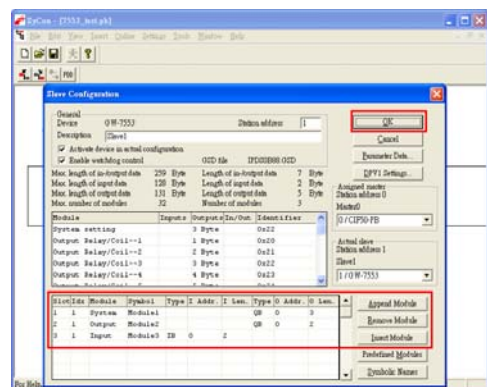 SyCon - [7553_test.pb]
File Edit View Insert Online Settings Tools Window Help
Slave Configuration
General
Device GW-7553 Station address 1
Description Slave1
Activate device in actual configuration
Enable watchdog control GSD file IPDS0B08.GSD
Max. length of in-/output data 259 Byte Length of in-/output data 7 Byte
Max. length of input data 128 Byte Length of input data 2 Byte
Max. length of output data 131 Byte Length of output data 5 Byte
Max. number of modules 32 Number of modules 3
OK
Cancel
Parameter Data...
DPV1 Settings...
Assigned master
Station address 0
Master0
0 / CIF50-PB
Actual slave
Station address 1
Slave1
1 / GW-7553
Module Inputs Outputs In/Out Identifier
System setting 3 Byte 0x22
Output Relay/Coil--1 1 Byte 0x20
Output Relay/Coil--2 2 Byte 0x21
Output Relay/Coil--3 3 Byte 0x22
Output Relay/Coil--4 4 Byte 0x23
Slot Idx Module Symbol Type I Addr. I Len. Type O Addr. O Len.
1 1 System Module1 QB 0 3
2 1 Output Module2 QB 0 2
3 1 Input Module3 IB 0 2
Append Module
Remove Module
Insert Module
Predefined Modules
Symbolic Names
For Help